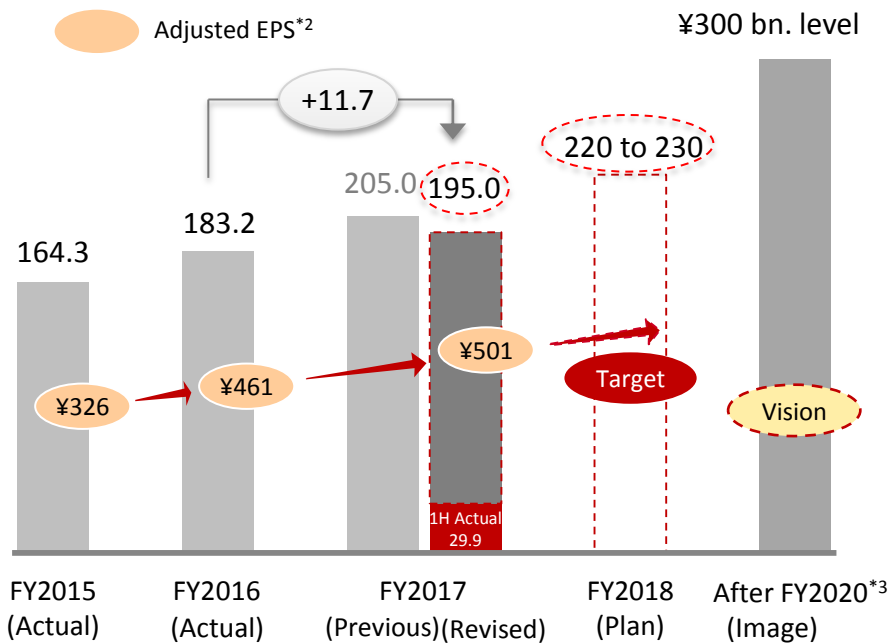 Adjusted EPS*2
¥300 bn. level
+11.7
220 to 230
205.0
195.0
183.2
164.3
¥501
¥461
Target
¥326
Vision
1H Actual
29.9
FY2015
(Actual)
FY2016
(Actual)
FY2017
(Previous) (Revised)
FY2018
(Plan)
After FY2020*3
(Image)